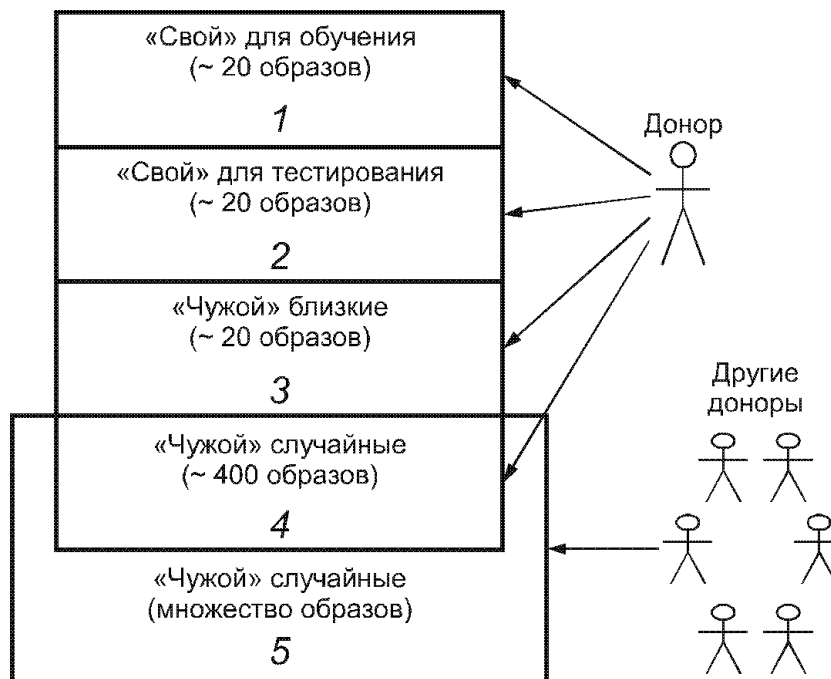 «Свой» для обучения
(~ 20 образов)
1
«Свой» для тестирования
(~ 20 образов)
2
«Чужой» близкие
(~ 20 образов)
3
«Чужой» случайные
(~ 400 образов)
4
«Чужой» случайные
(множество образов)
5
Донор
Другие
доноры